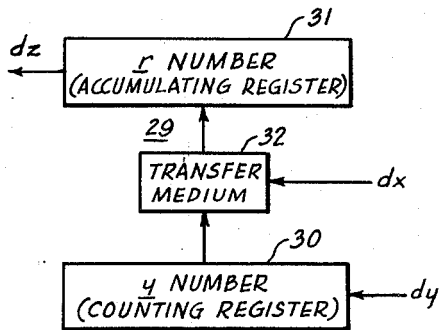 31
dz
r NUMBER
(ACCUMULATING REGISTER)
29
32
TRANSFER
MEDIUM
dx
30
y NUMBER
(COUNTING REGISTER)
dy